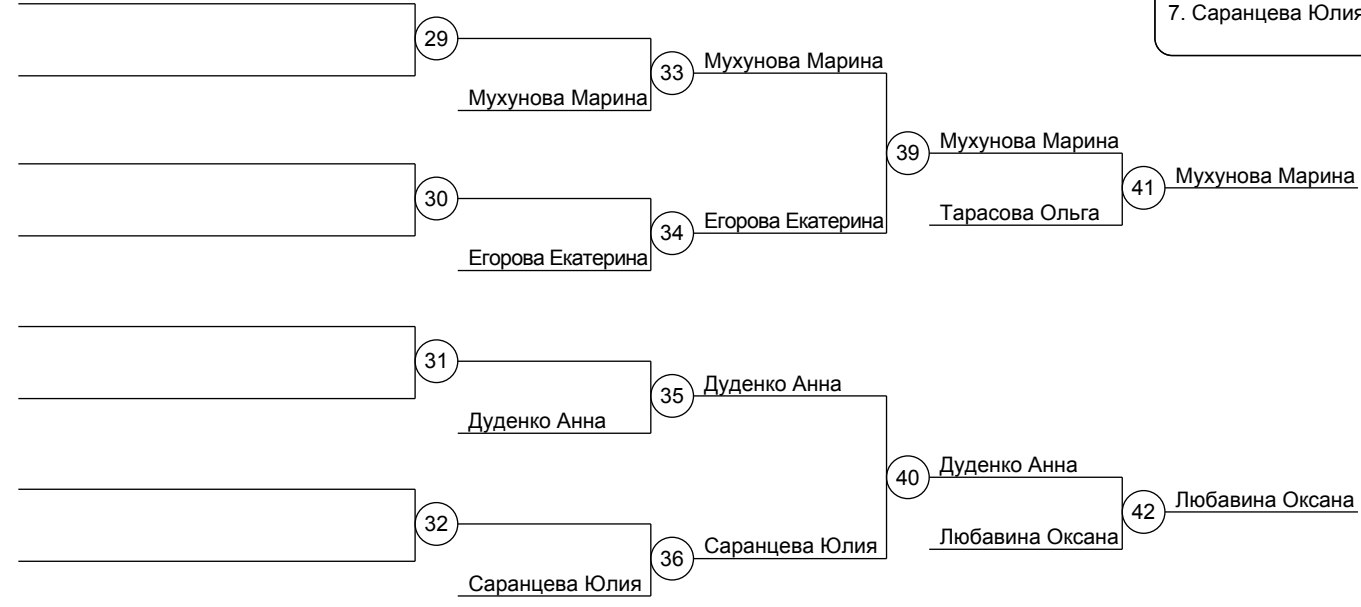 7. Саранцева Юлия
29
Мухунова Марина
33
Мухунова Марина
39
Мухунова Марина
41
Мухунова Марина
30
Егорова Екатерина
34
Егорова Екатерина
Тарасова Ольга
31
Дуденко Анна
35
Дуденко Анна
40
Дуденко Анна
42
Любавина Оксана
32
Саранцева Юлия
36
Саранцева Юлия
Любавина Оксана